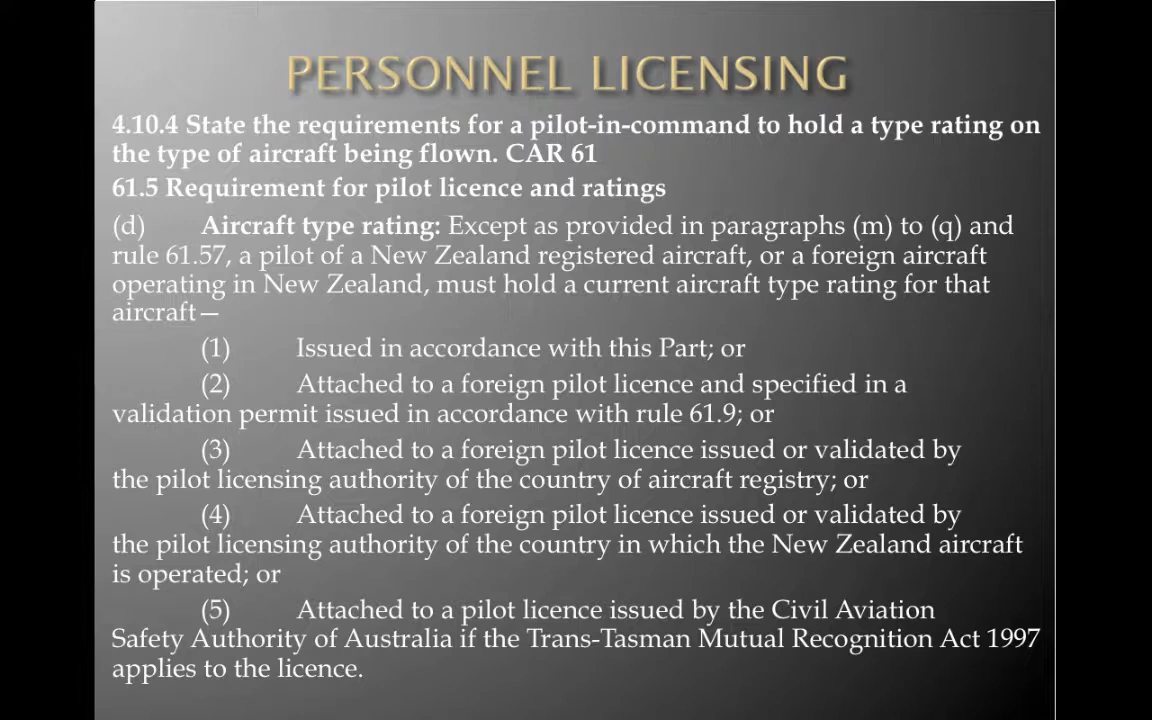 PERSONNEL LICENSING
4.10.4 State the requirements for a pilot-in-command to hold a type rating on
the type of aircraft being flown. CAR 61
61.5 Requirement for pilot licence and ratings
(d) Aircraft type rating: Except as provided in paragraphs (m) to (q) and
rule 61.57, a pilot of a New Zealand registered aircraft, or a foreign aircraft
operating in New Zealand, must hold a current aircraft type rating for that
aircraft—
(1) Issued in accordance with this Part; or
(2) Attached to a foreign pilot licence and specified in a
validation permit issued in accordance with rule 61.9; or
(3) Attached to a foreign pilot licence issued or validated by
the pilot licensing authority of the country of aircraft registry; or
(4) Attached to a foreign pilot licence issued or validated by
the pilot licensing authority of the country in which the New Zealand aircraft
is operated; or
(5) Attached to a pilot licence issued by the Civil Aviation
Safety Authority of Australia if the Trans-Tasman Mutual Recognition Act 1997
applies to the licence.